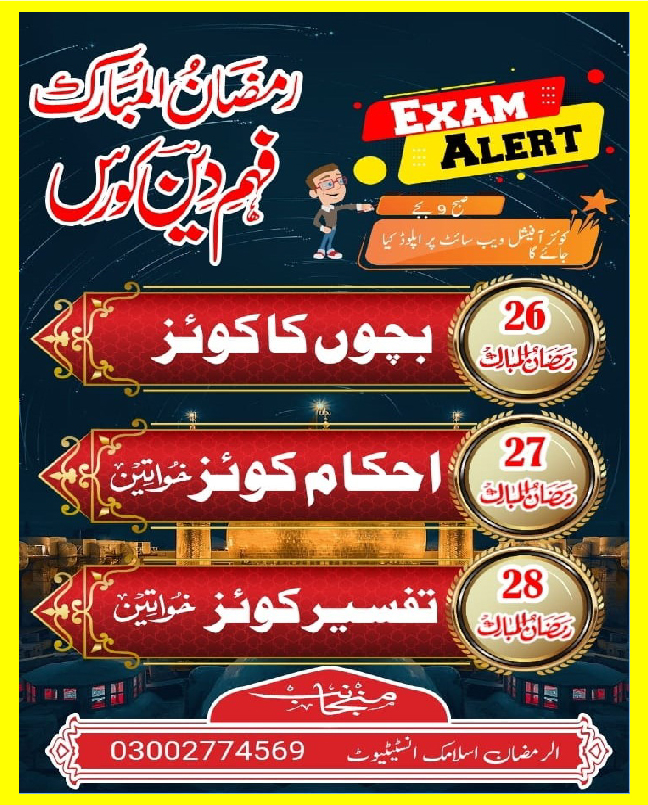 رمضان المبارک
فہم دین کورس
EXAM
ALERT
صبح 9 بجے
کوئز آفیشل ویب سائٹ پر اپلوڈ کیا
جائے گا
26
رمضان المبارک
بچوں کا کوئز
27
رمضان المبارک
احکام کوئز خواتین
28
رمضان المبارک
تفسیر کوئز خواتین
منجانب
الرمضان اسلامک انسٹیٹیوٹ 03002774569